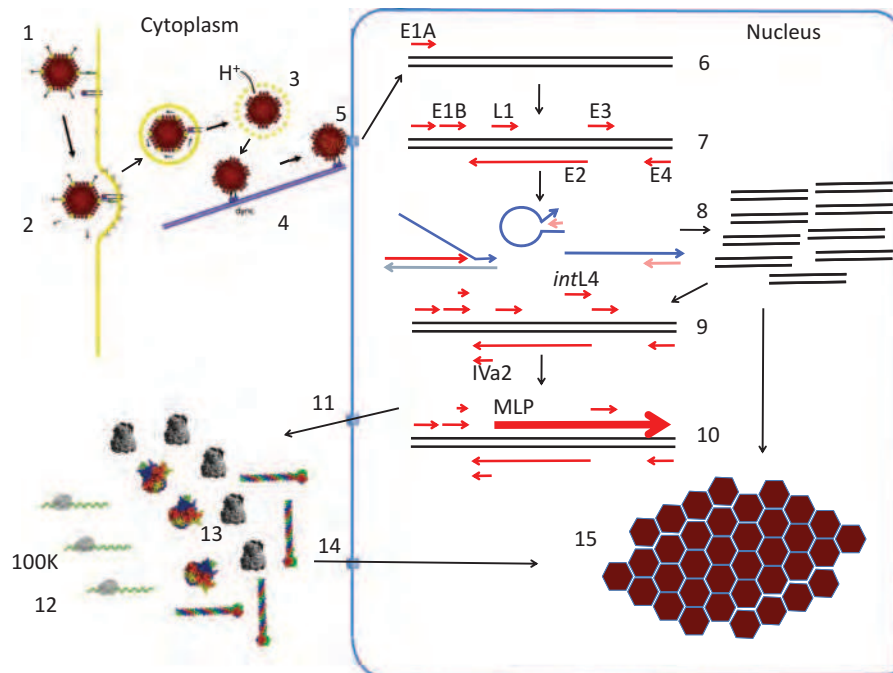 1
Cytoplasm
Nucleus
E1A
H⁺
3
6
5
E1B
L1
E3
7
E2
E4
2
4
dync
8
intL4
9
IVa2
11
MLP
10
13
14
15
100K
12